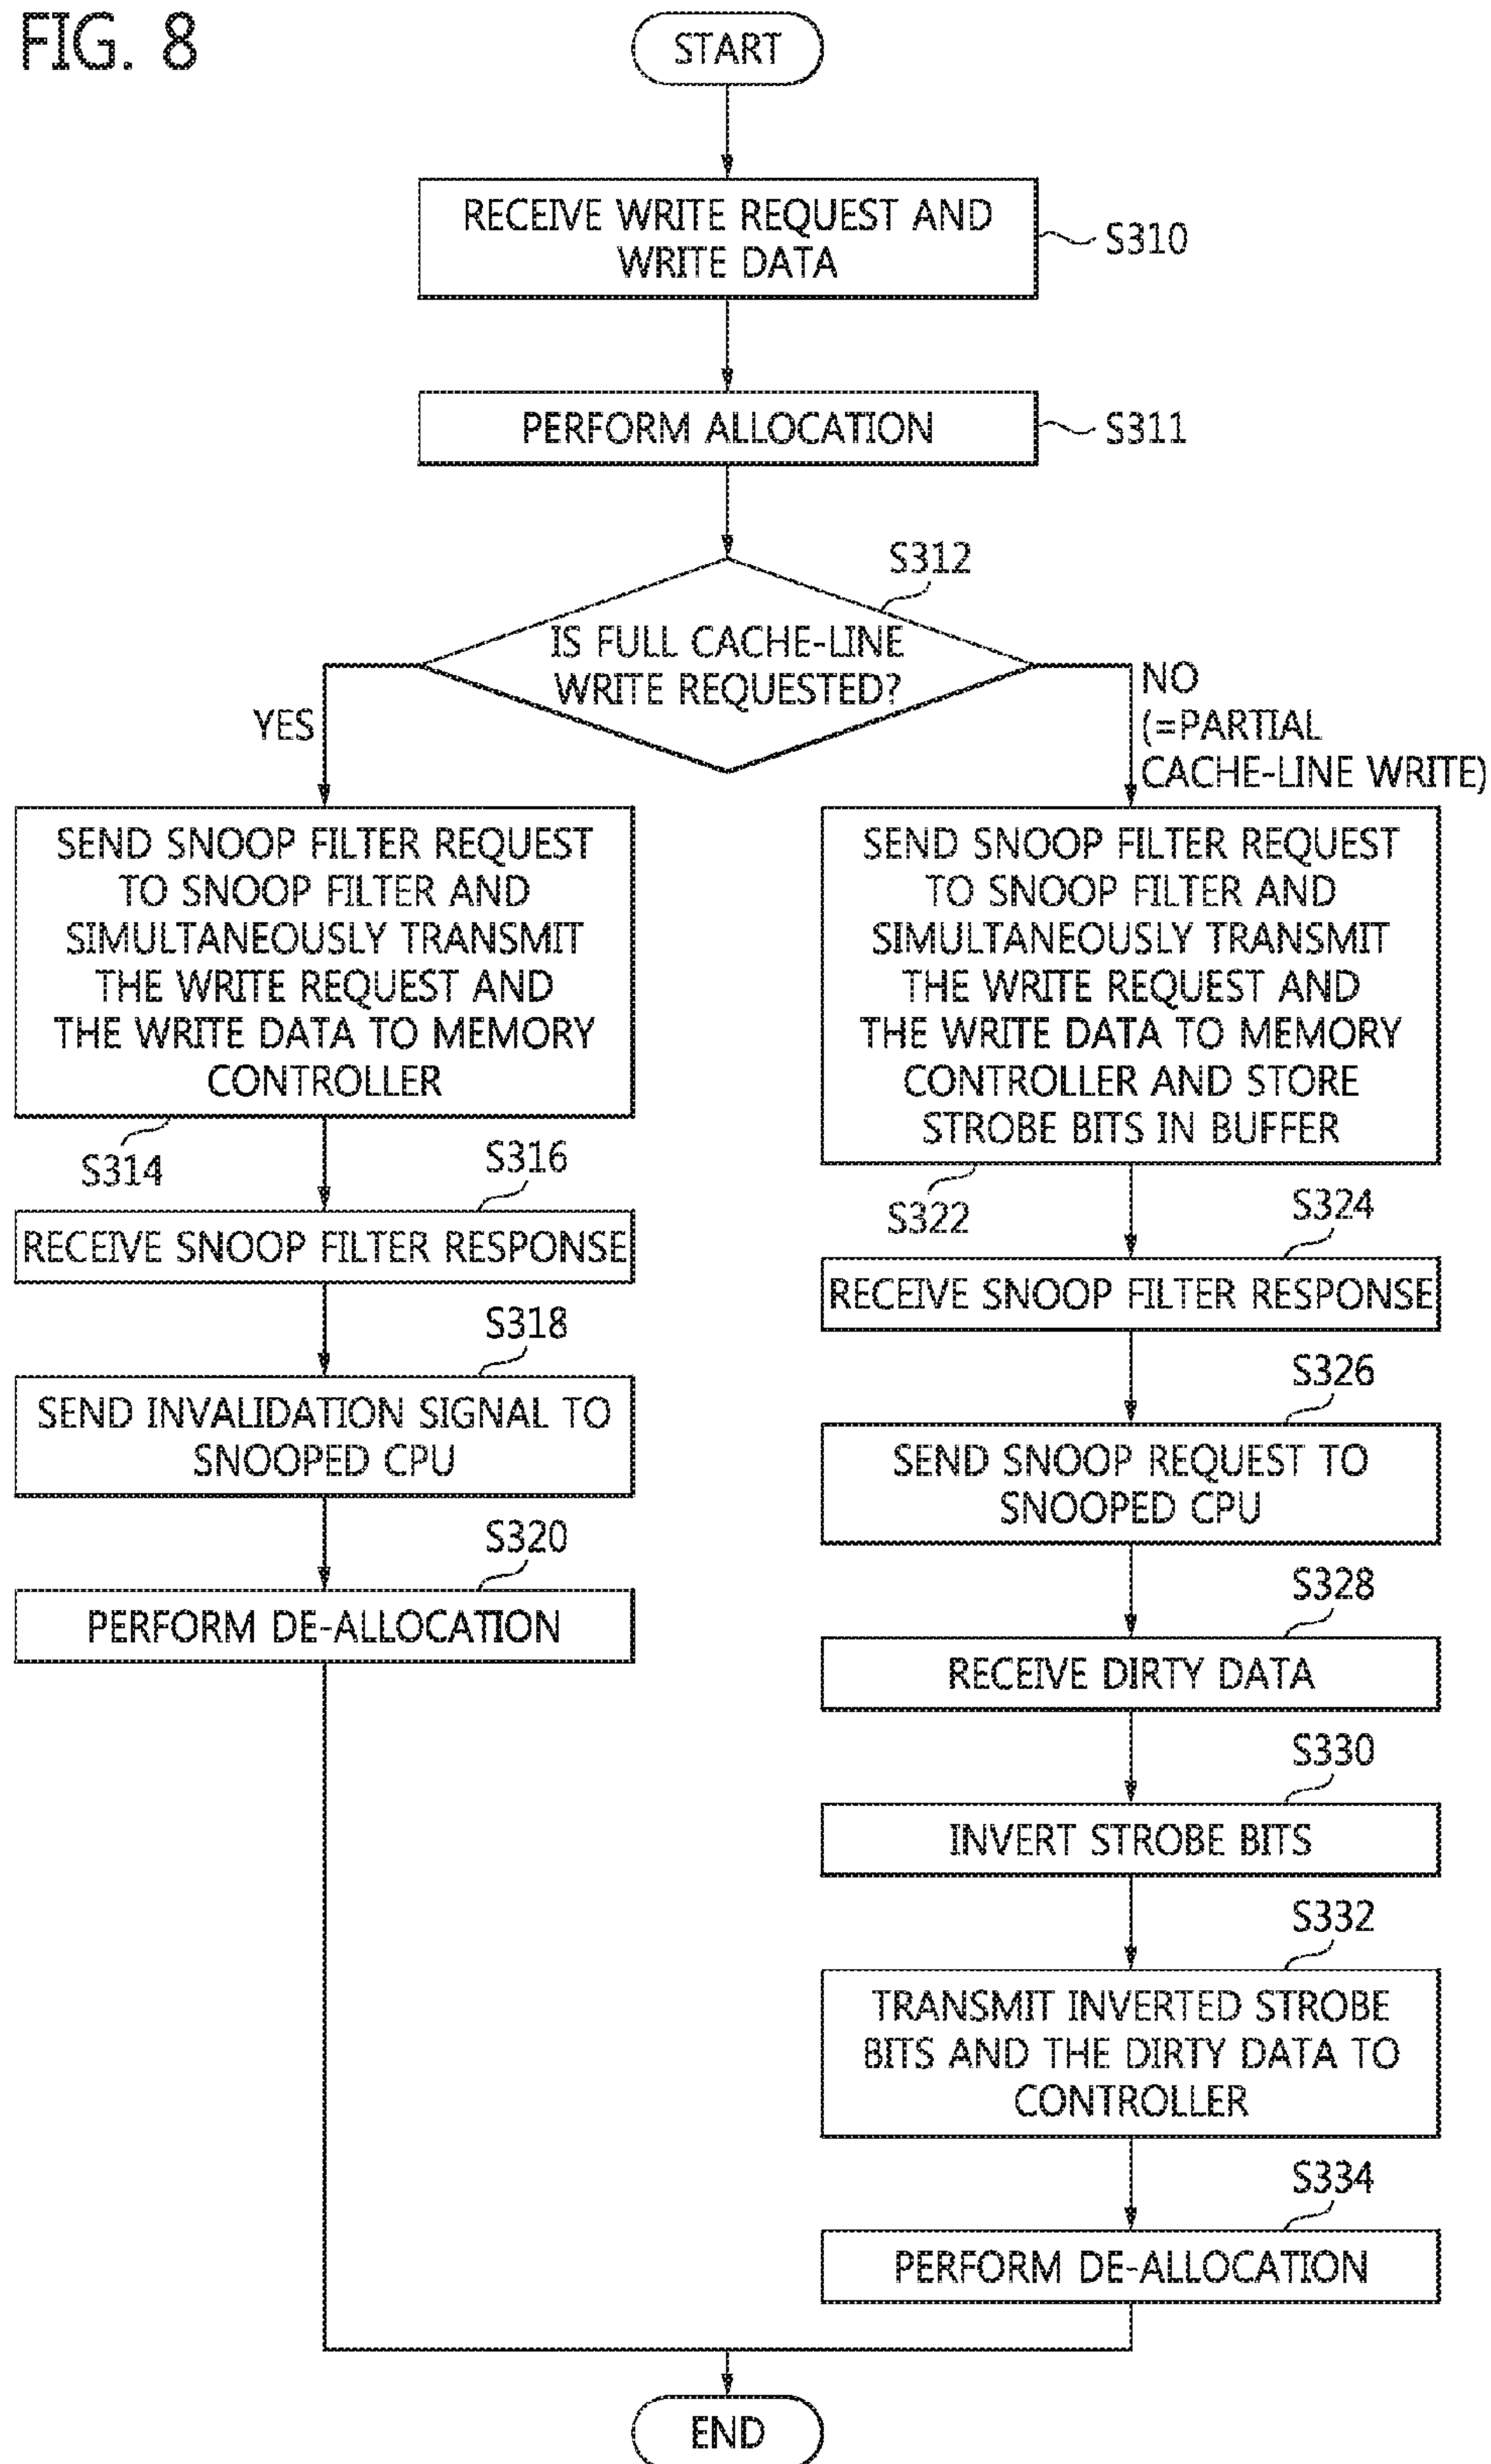 FIG. 8
START
RECEIVE WRITE REQUEST AND
WRITE DATA
S310
PERFORM ALLOCATION
S311
S312
IS FULL CACHE-LINE
WRITE REQUESTED?
YES
NO
(=PARTIAL
CACHE-LINE WRITE)
SEND SNOOP FILTER REQUEST
TO SNOOP FILTER AND
SIMULTANEOUSLY TRANSMIT
THE WRITE REQUEST AND
THE WRITE DATA TO MEMORY
CONTROLLER
S314
S316
RECEIVE SNOOP FILTER RESPONSE
S318
SEND INVALIDATION SIGNAL TO
SNOOPED CPU
S320
PERFORM DE-ALLOCATION
SEND SNOOP FILTER REQUEST
TO SNOOP FILTER AND
SIMULTANEOUSLY TRANSMIT
THE WRITE REQUEST AND
THE WRITE DATA TO MEMORY
CONTROLLER AND STORE
STROBE BITS IN BUFFER
S322
S324
RECEIVE SNOOP FILTER RESPONSE
S326
SEND SNOOP REQUEST TO
SNOOPED CPU
S328
RECEIVE DIRTY DATA
S330
INVERT STROBE BITS
S332
TRANSMIT INVERTED STROBE
BITS AND THE DIRTY DATA TO
CONTROLLER
S334
PERFORM DE-ALLOCATION
END